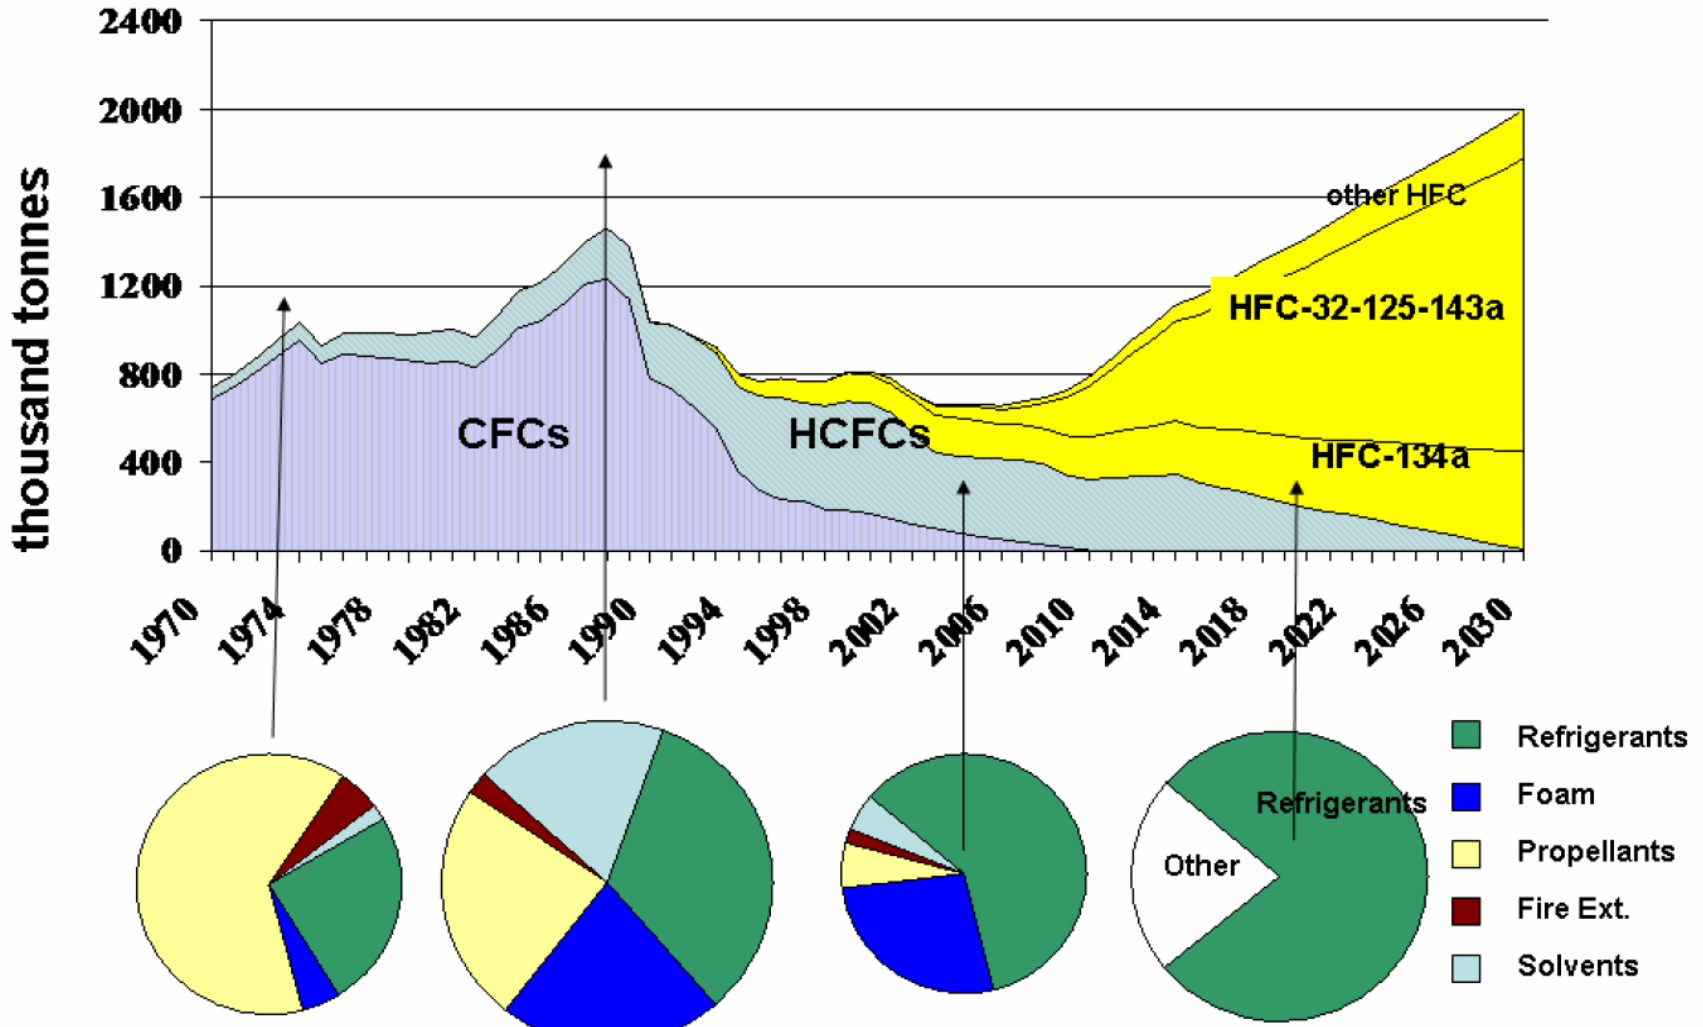 2400
2000
1600
1200
800
400
0
thousand tonnes
other HFC
HFC-32-125-143a
CFCs
HCFCs
HFC-134a
1970
1974
1978
1982
1986
1990
1994
1998
2002
2006
2010
2014
2018
2022
2026
2030
Refrigerants
Other
Refrigerants
Foam
Propellants
Fire Ext.
Solvents